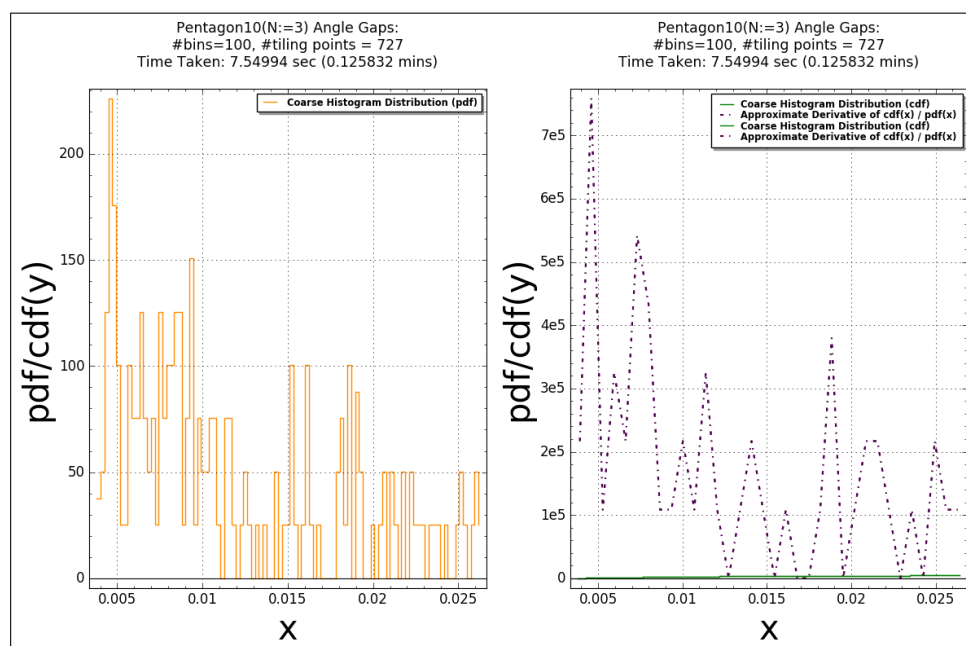 Pentagon10(N:=3) Angle Gaps:
#bins=100, #tiling points = 727
Time Taken: 7.54994 sec (0.125832 mins)
Coarse Histogram Distribution (pdf)
200
150
100
50
0
0.005 0.01 0.015 0.02 0.025
x
pdf/cdf(y)
Pentagon10(N:=3) Angle Gaps:
#bins=100, #tiling points = 727
Time Taken: 7.54994 sec (0.125832 mins)
Coarse Histogram Distribution (cdf)
Approximate Derivative of cdf(x) / pdf(x)
Coarse Histogram Distribution (cdf)
Approximate Derivative of cdf(x) / pdf(x)
7e5
6e5
5e5
4e5
3e5
2e5
1e5
0
0.005 0.01 0.015 0.02 0.025
x
pdf/cdf(y)